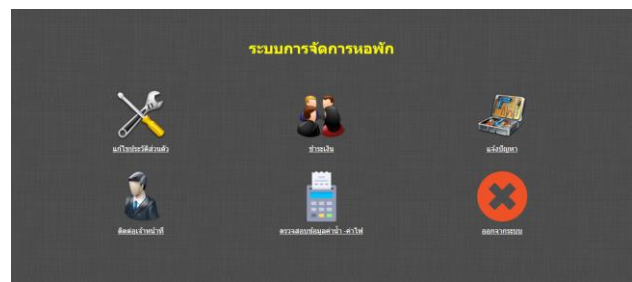 ระบบการจัดการหอพัก
แก้ไขประวัติส่วนตัว
ชำระเงิน
แจ้งปัญหา
ติดต่อเจ้าหน้าที่
ตรวจสอบข้อมูลค่าน้ำ -ค่าไฟ
ออกจากระบบ